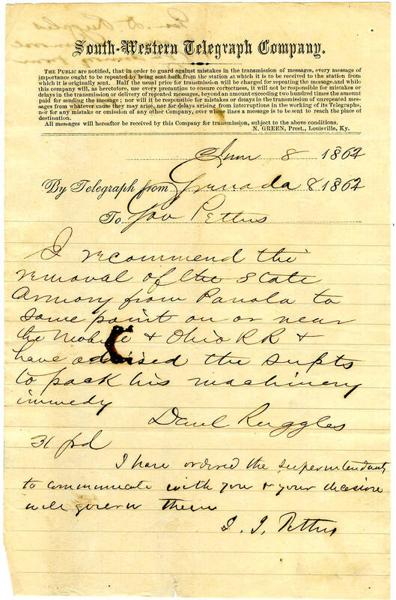 South-Western Telegraph Company.
THE PUBLIC are notified, that in order to guard against mistakes in the transmission of messages, every message of
importance ought to be repeated by being sent back from the station at which it is to be received to the station from
which it is originally sent. Half the usual price for transmission will be charged for repeating the message, and while
this company will, as heretofore, use every precaution to ensure correctness, it will not be responsible for mistakes or
delays in the transmission or delivery of repeated messages, beyond an amount exceeding two hundred times the amount
paid for sending the message; nor will it be responsible for mistakes or delays in the transmission of unrepeated messages
from whatever cause they may arise, nor for delays arising from interruptions in the working of its Telegraphs,
nor for any mistake or omission of any other Company, over whose lines a message is to be sent to reach the place of
destination.
All messages will hereafter be received by this Company for transmission, subject to the above conditions.
N. GREEN, Prest., Louisville, Ky.
June 8 1862
By Telegraph from Grenada 8 1862
To Gov Pettus
I recommend the
removal of the State
Armory from Panola to
some point on or near
the Mobile & Ohio RR &
have advised the supts
to pack his machinery
immedy
Danl Ruggles
31 pd
I have ordered the superintendents
to communicate with you & your decision
will govern them
J. J. Pettus